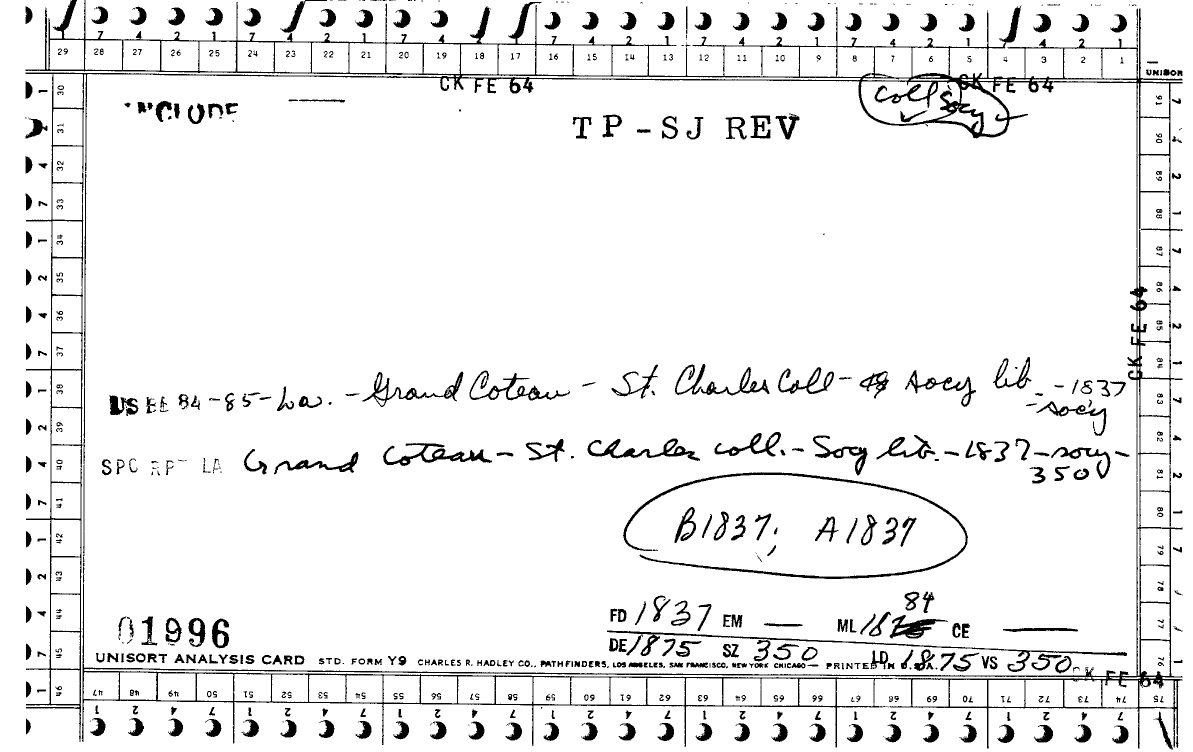 7 4 2 1 7 4 2 1 7 4 2 1 7 4 2 1 7 4 2 1 7 4 2 1 4 2 1
29 28 27 26 25 24 23 22 21 20 19 18 17 16 15 14 13 12 11 10 9 8 7 6 5 4 3 2 1
UNISOR
CK FE 64
CK FE 64
INCLUDE
coll Socy
TP-SJ REV
CK FE 64
US BE 84-85-La. - Grand Coteau - St. Charles Coll - socy lib - 1837
- socy
SPC RPT LA Grand Coteau - St. Charles coll. - Socy lib. - 1837 - socy -
350
B1837; A1837
84
FD 1837 EM — ML 18 CE —
01996
DE 1875 SZ 350 LD 1875 VS 350
UNISORT ANALYSIS CARD STD. FORM Y9 CHARLES R. HADLEY CO., PATHFINDERS, LOS ANGELES, SAN FRANCISCO, NEW YORK CHICAGO — PRINTED IN U.S.A.
CK FE 64
30 31 32 33 34 35 36 37 38 39 40 41 42 43 44 45 46
91 90 89 88 87 86 85 84 83 82 81 80 79 78 77 76 75
47 48 49 50 51 52 53 54 55 56 57 58 59 60 61 62 63 64 65 66 67 68 69 70 71 72 73 74
1 2 4 7 1 2 4 7 1 2 4 7 1 2 4 7 1 2 4 7 1 2 4 7 1 2 4 7